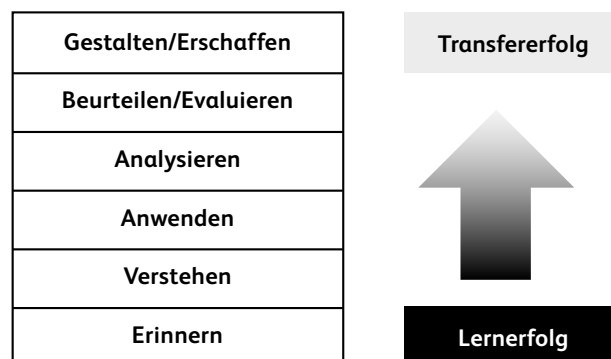 Gestalten/Erschaffen
Beurteilen/Evaluieren
Analysieren
Anwenden
Verstehen
Erinnern
Transfererfolg
Lernerfolg